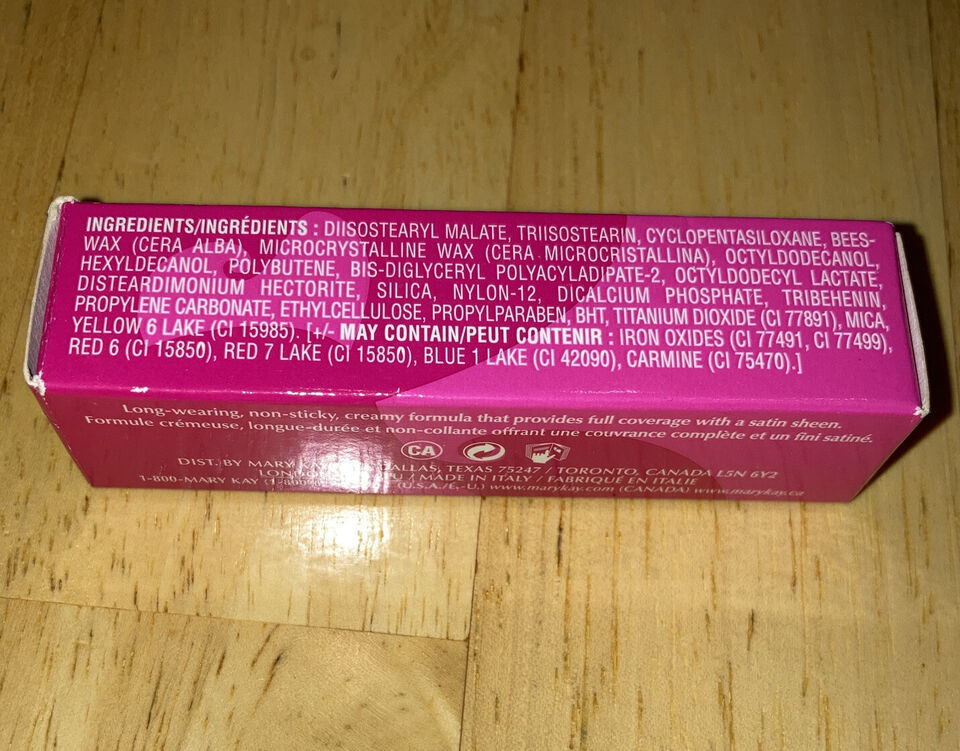 INGREDIENTS/INGRÉDIENTS : DIISOSTEARYL MALATE, TRIISOSTEARIN, CYCLOPENTASILOXANE, BEES-
WAX (CERA ALBA), MICROCRYSTALLINE WAX (CERA MICROCRISTALLINA), OCTYLDODECANOL,
HEXYLDECANOL, POLYBUTENE, BIS-DIGLYCERYL POLYACYLADIPATE-2, OCTYLDODECYL LACTATE,
DISTEARDIMONIUM HECTORITE, SILICA, NYLON-12, DICALCIUM PHOSPHATE, TRIBEHENIN,
PROPYLENE CARBONATE, ETHYLCELLULOSE, PROPYLPARABEN, BHT, TITANIUM DIOXIDE (CI 77891), MICA,
YELLOW 6 LAKE (CI 15985). [+/- MAY CONTAIN/PEUT CONTENIR : IRON OXIDES (CI 77491, CI 77499),
RED 6 (CI 15850), RED 7 LAKE (CI 15850), BLUE 1 LAKE (CI 42090), CARMINE (CI 75470).]
Long-wearing, non-sticky, creamy formula that provides full coverage with a satin sheen.
Formule crémeuse, longue-durée et non-collante offrant une couvrance complète et un fini satiné.
CA
DIST. BY MARY DALLAS, TEXAS 75247 / TORONTO, CANADA L5N 6Y2
/ MADE IN ITALY / FABRIQUÉ EN ITALIE
1-800-MARY KAY (U.S.A./É.-U.) www.marykay.com (CANADA) www.marykay.ca